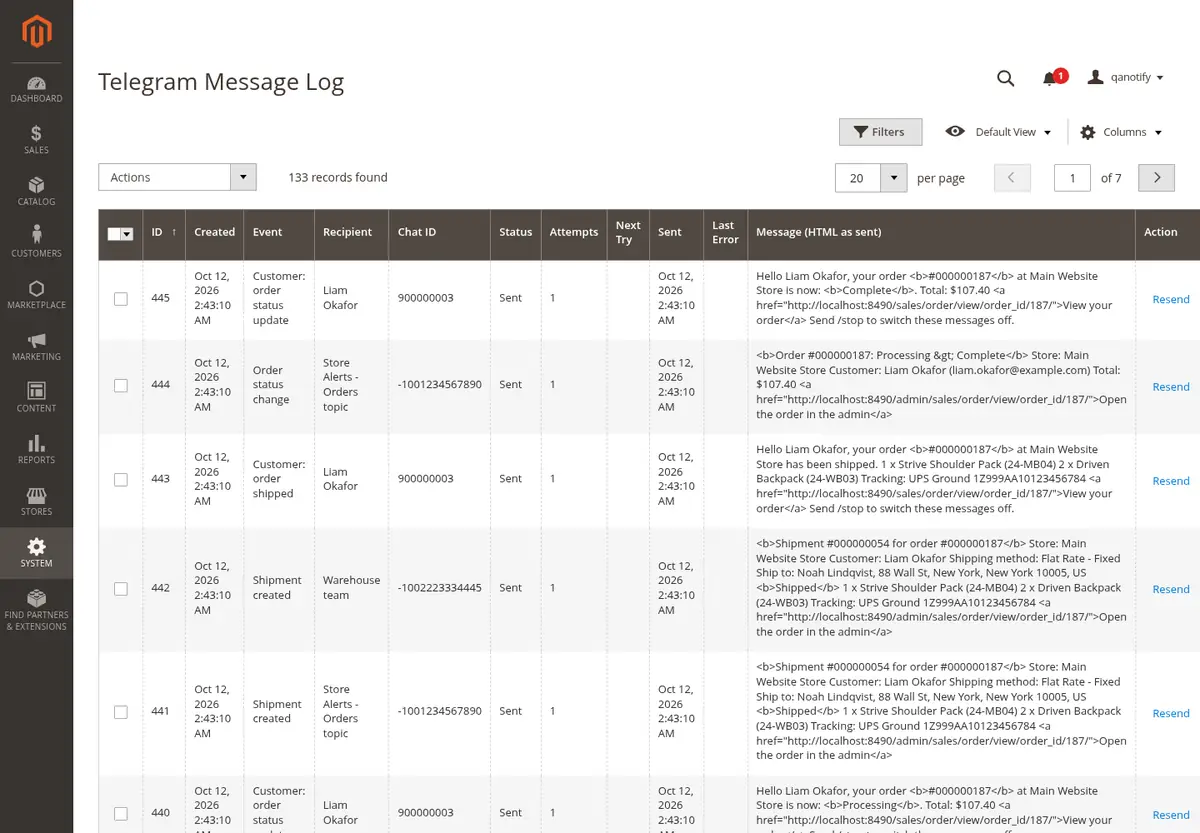 Telegram Message Log
1
qanotify
Filters
Default View
Columns
Actions
133 records found
20
per page
1
of 7
DASHBOARD
SALES
CATALOG
CUSTOMERS
MARKETPLACE
MARKETING
CONTENT
REPORTS
STORES
SYSTEM
FIND PARTNERS
& EXTENSIONS
ID ↑
Created
Event
Recipient
Chat ID
Status
Attempts
Next
Try
Sent
Last
Error
Message (HTML as sent)
Action
445
Oct 12,
2026
2:43:10
AM
Customer:
order
status
update
Liam
Okafor
900000003
Sent
1
Oct 12,
2026
2:43:10
AM
Hello Liam Okafor, your order <b>#000000187</b> at Main Website
Store is now: <b>Complete</b>. Total: $107.40 <a
href="http://localhost:8490/sales/order/view/order_id/187/">View your
order</a> Send /stop to switch these messages off.
Resend
444
Oct 12,
2026
2:43:10
AM
Order
status
change
Store
Alerts -
Orders
topic
-1001234567890
Sent
1
Oct 12,
2026
2:43:10
AM
<b>Order #000000187: Processing &gt; Complete</b> Store: Main
Website Store Customer: Liam Okafor (liam.okafor@example.com) Total:
$107.40 <a
href="http://localhost:8490/admin/sales/order/view/order_id/187/">Open
the order in the admin</a>
Resend
443
Oct 12,
2026
2:43:10
AM
Customer:
order
shipped
Liam
Okafor
900000003
Sent
1
Oct 12,
2026
2:43:10
AM
Hello Liam Okafor, your order <b>#000000187</b> at Main Website
Store has been shipped. 1 x Strive Shoulder Pack (24-MB04) 2 x Driven
Backpack (24-WB03) Tracking: UPS Ground 1Z999AA10123456784 <a
href="http://localhost:8490/sales/order/view/order_id/187/">View your
order</a> Send /stop to switch these messages off.
Resend
442
Oct 12,
2026
2:43:10
AM
Shipment
created
Warehouse
team
-1002223334445
Sent
1
Oct 12,
2026
2:43:10
AM
<b>Shipment #000000054 for order #000000187</b> Store: Main
Website Store Customer: Liam Okafor Shipping method: Flat Rate - Fixed
Ship to: Noah Lindqvist, 88 Wall St, New York, New York 10005, US
<b>Shipped</b> 1 x Strive Shoulder Pack (24-MB04) 2 x Driven Backpack
(24-WB03) Tracking: UPS Ground 1Z999AA10123456784 <a
href="http://localhost:8490/admin/sales/order/view/order_id/187/">Open
the order in the admin</a>
Resend
441
Oct 12,
2026
2:43:10
AM
Shipment
created
Store
Alerts -
Orders
topic
-1001234567890
Sent
1
Oct 12,
2026
2:43:10
AM
<b>Shipment #000000054 for order #000000187</b> Store: Main
Website Store Customer: Liam Okafor Shipping method: Flat Rate - Fixed
Ship to: Noah Lindqvist, 88 Wall St, New York, New York 10005, US
<b>Shipped</b> 1 x Strive Shoulder Pack (24-MB04) 2 x Driven Backpack
(24-WB03) Tracking: UPS Ground 1Z999AA10123456784 <a
href="http://localhost:8490/admin/sales/order/view/order_id/187/">Open
the order in the admin</a>
Resend
440
Oct 12,
2026
2:43:10
Customer:
order
status
Liam
Okafor
900000003
Sent
1
Oct 12,
2026
2:43:10
Hello Liam Okafor, your order <b>#000000187</b> at Main Website
Store is now: <b>Processing</b>. Total: $107.40 <a
href="http://localhost:8490/sales/order/view/order_id/187/">View your
Resend